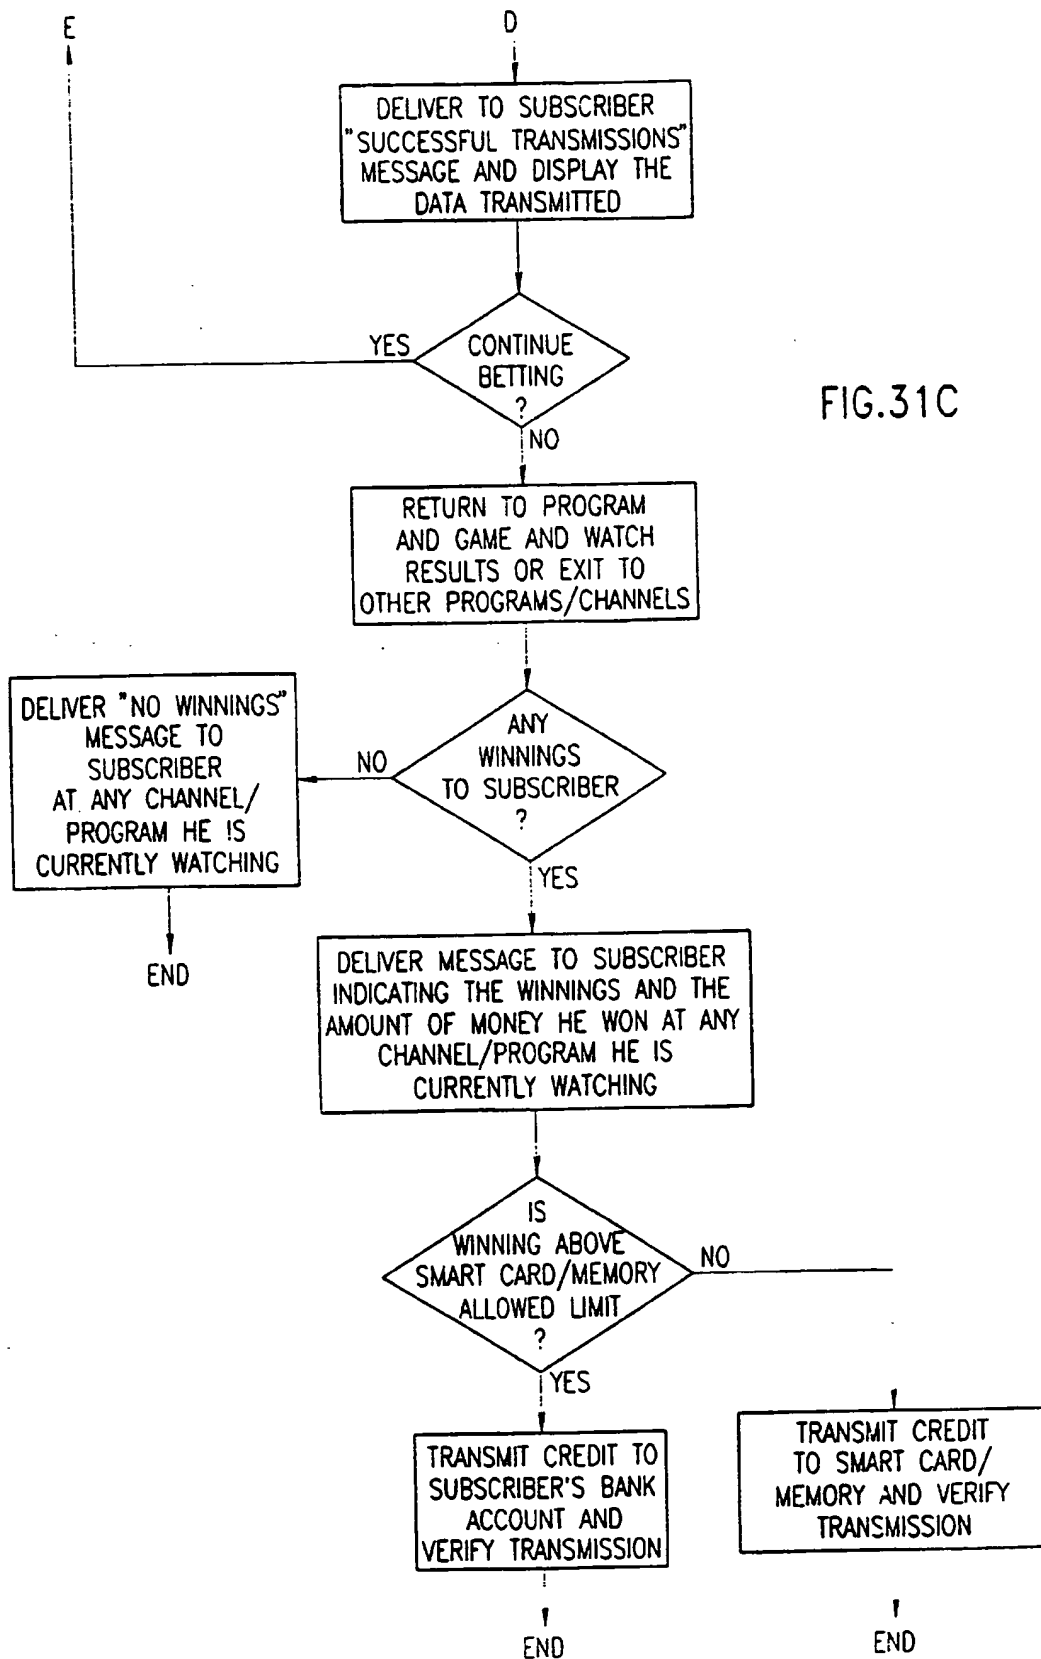 E
D
DELIVER TO SUBSCRIBER
"SUCCESSFUL TRANSMISSIONS"
MESSAGE AND DISPLAY THE
DATA TRANSMITTED
YES
CONTINUE
BETTING
?
NO
FIG.31C
RETURN TO PROGRAM
AND GAME AND WATCH
RESULTS OR EXIT TO
OTHER PROGRAMS/CHANNELS
DELIVER "NO WINNINGS"
MESSAGE TO
SUBSCRIBER
AT ANY CHANNEL/
PROGRAM HE IS
CURRENTLY WATCHING
END
NO
ANY
WINNINGS
TO SUBSCRIBER
?
YES
DELIVER MESSAGE TO SUBSCRIBER
INDICATING THE WINNINGS AND THE
AMOUNT OF MONEY HE WON AT ANY
CHANNEL/PROGRAM HE IS
CURRENTLY WATCHING
IS
WINNING ABOVE
SMART CARD/MEMORY
ALLOWED LIMIT
?
NO
YES
TRANSMIT CREDIT TO
SUBSCRIBER'S BANK
ACCOUNT AND
VERIFY TRANSMISSION
END
TRANSMIT CREDIT
TO SMART CARD/
MEMORY AND VERIFY
TRANSMISSION
END